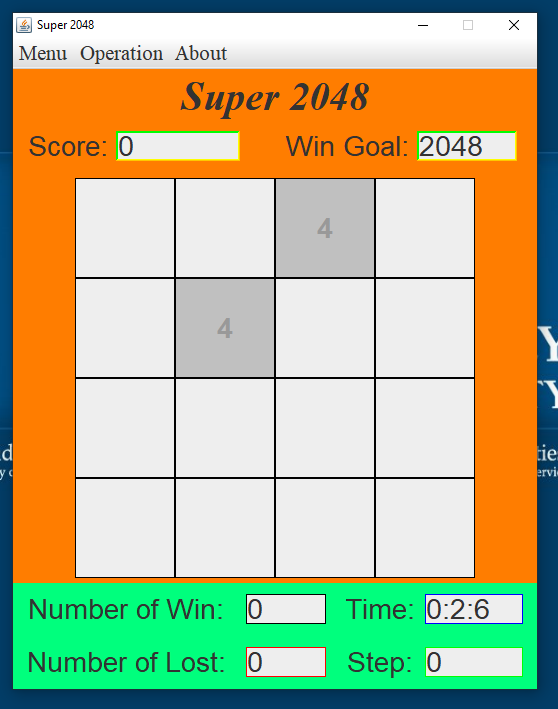 Super 2048
Menu Operation About
Super 2048
Score: 0 Win Goal: 2048
4
4
Number of Win: 0 Time: 0:2:6
Number of Lost: 0 Step: 0